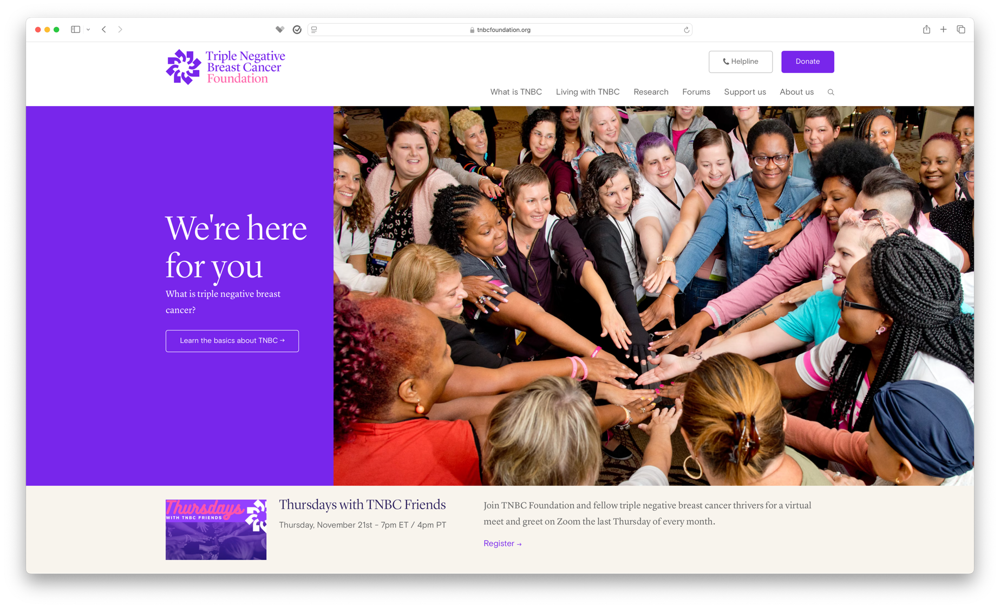 tnbcfoundation.org
Triple Negative
Breast Cancer
Foundation
Helpline
Donate
What is TNBC
Living with TNBC
Research
Forums
Support us
About us
We're here
for you
What is triple negative breast
cancer?
Learn the basics about TNBC →
Thursdays
WITH TNBC FRIENDS
Thursdays with TNBC Friends
Thursday, November 21st - 7pm ET / 4pm PT
Join TNBC Foundation and fellow triple negative breast cancer thrivers for a virtual
meet and greet on Zoom the last Thursday of every month.
Register →